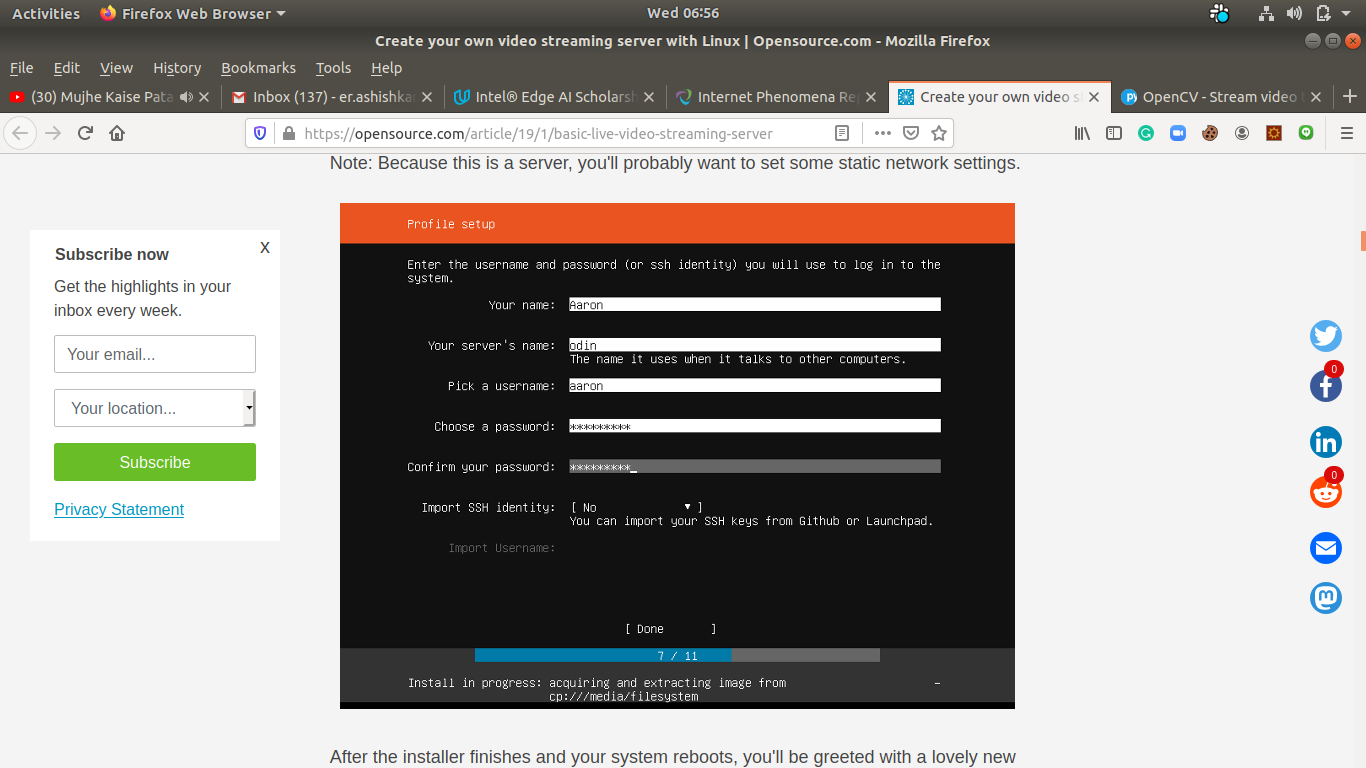 Activities Firefox Web Browser Wed 06:56
Create your own video streaming server with Linux | Opensource.com - Mozilla Firefox
File Edit View History Bookmarks Tools Help
(30) Mujhe Kaise Pata Inbox (137) - er.ashishka Intel® Edge AI Scholarsh Internet Phenomena Re Create your own video s OpenCV - Stream video
https://opensource.com/article/19/1/basic-live-video-streaming-server
Note: Because this is a server, you'll probably want to set some static network settings.
Subscribe now X
Get the highlights in your
inbox every week.
Your email...
Your location...
Subscribe
Privacy Statement
Profile setup
Enter the username and password (or ssh identity) you will use to log in to the
system.
Your name: Aaron
Your server's name: odin
The name it uses when it talks to other computers.
Pick a username: aaron
Choose a password: *********
Confirm your password: *********_
Import SSH identity: [ No ▾ ]
You can import your SSH keys from Github or Launchpad.
Import Username:
[ Done ]
7 / 11
Install in progress: acquiring and extracting image from –
cp:///media/filesystem
After the installer finishes and your system reboots, you'll be greeted with a lovely new
0
0